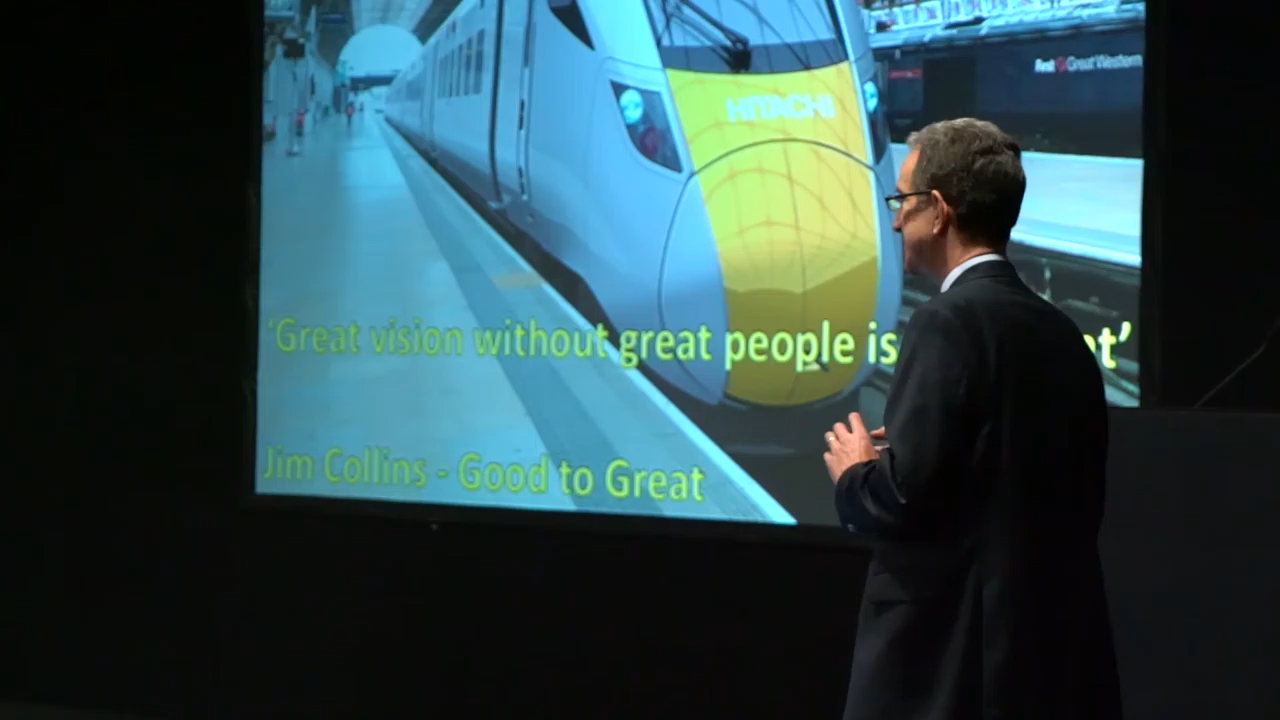 HITACHI
First Great Western
'Great vision without great people is t'
Jim Collins - Good to Great